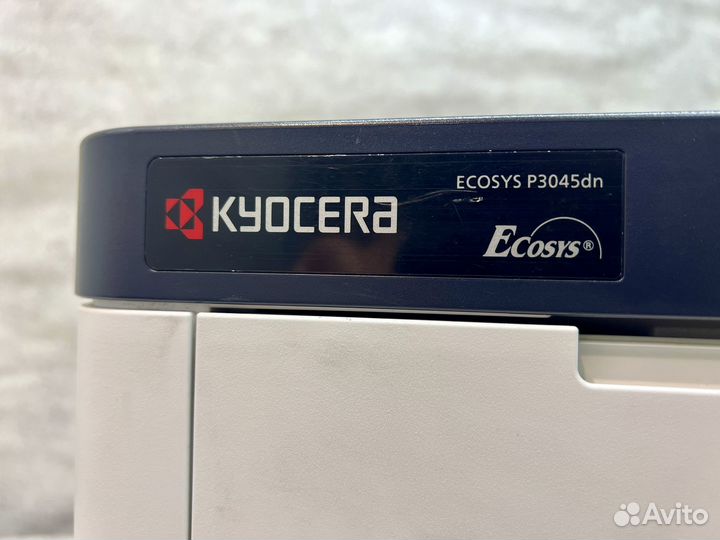 KYOCERA
ECOSYS P3045dn
ECOSYS®
Avito